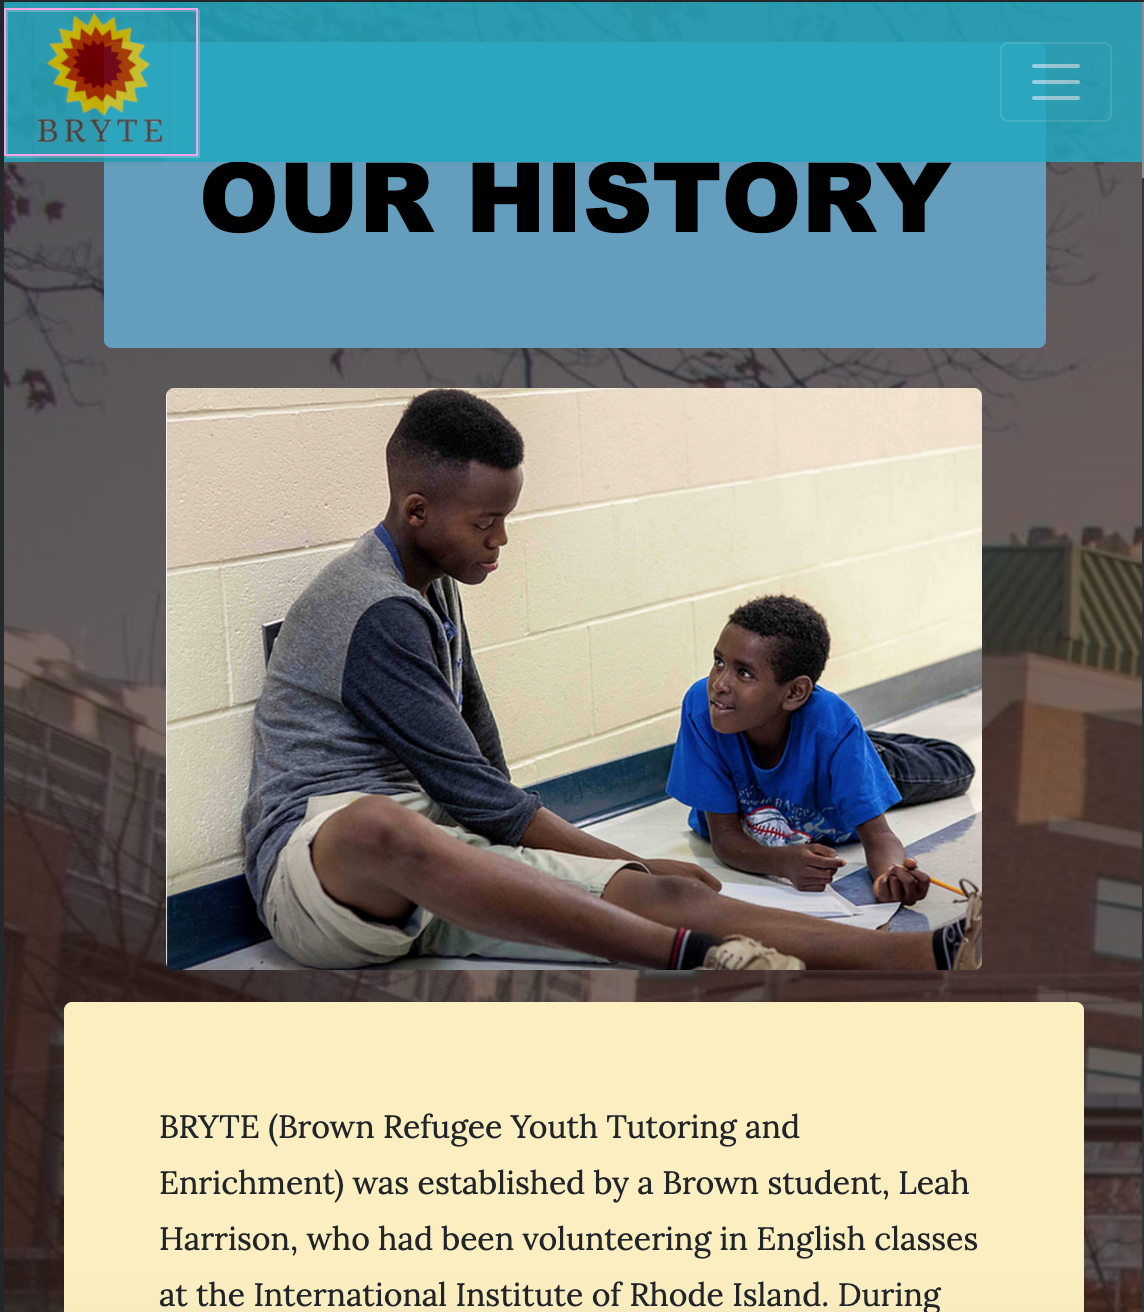 BRYTE
OUR HISTORY
BRYTE (Brown Refugee Youth Tutoring and
Enrichment) was established by a Brown student, Leah
Harrison, who had been volunteering in English classes
at the International Institute of Rhode Island. During